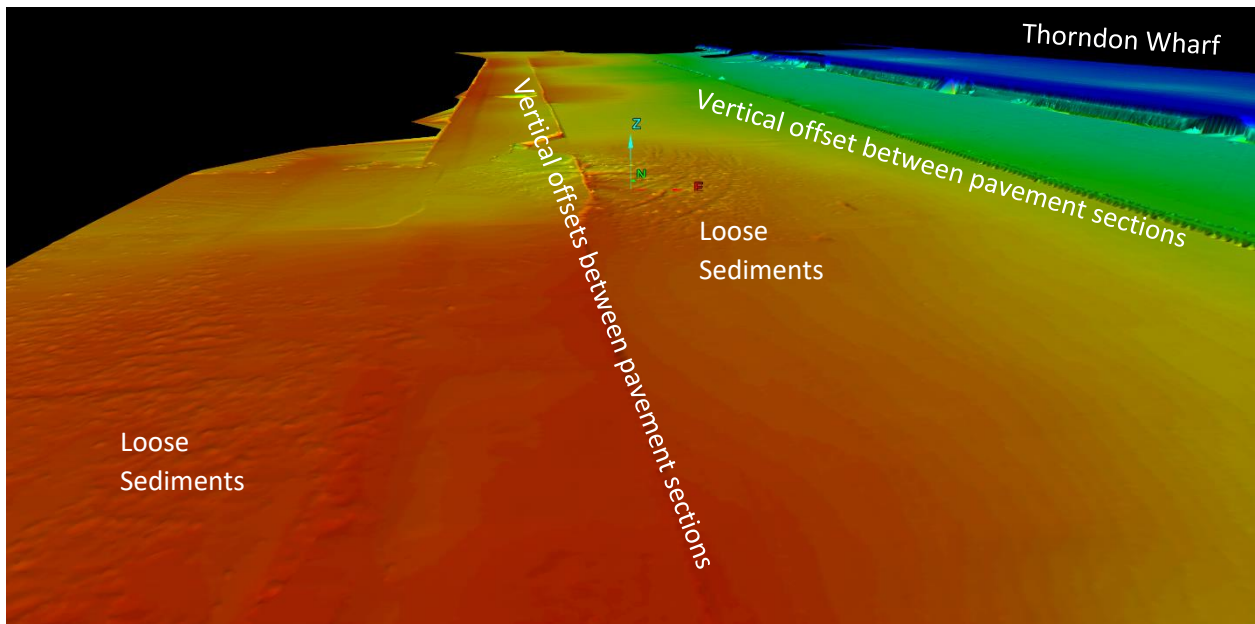 Thorndon Wharf
Vertical offset between pavement sections
Vertical offsets between pavement sections
Z
N
E
Loose
Sediments
Loose
Sediments